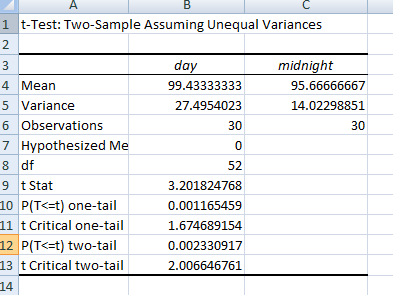 A B C
1 t-Test: Two-Sample Assuming Unequal Variances
2
3 day midnight
4 Mean 99.43333333 95.66666667
5 Variance 27.4954023 14.02298851
6 Observations 30 30
7 Hypothesized Me 0
8 df 52
9 t Stat 3.201824768
10 P(T<=t) one-tail 0.001165459
11 t Critical one-tail 1.674689154
12 P(T<=t) two-tail 0.002330917
13 t Critical two-tail 2.006646761
14